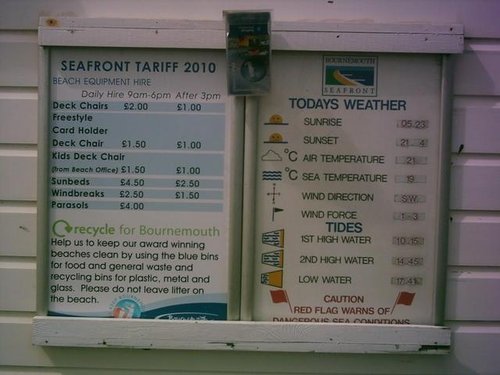 SEAFRONT TARIFF 2010
BEACH EQUIPMENT HIRE
Daily Hire 9am-6pm After 3pm
Deck Chairs £2.00 £1.00
Freestyle
Card Holder
Deck Chair £1.50 £1.00
Kids Deck Chair
(from Beach Office) £1.50 £1.00
Sunbeds £4.50 £2.50
Windbreaks £2.50 £1.50
Parasols £4.00
recycle for Bournemouth
Help us to keep our award winning
beaches clean by using the blue bins
for food and general waste and
recycling bins for plastic, metal and
glass. Please do not leave litter on
the beach.
BOURNEMOUTH
SEAFRONT
TODAYS WEATHER
SUNRISE 05.23
SUNSET 21 4
°C AIR TEMPERATURE 21
°C SEA TEMPERATURE 19
WIND DIRECTION SW
WIND FORCE 1-3
TIDES
1ST HIGH WATER 10.15
2ND HIGH WATER 14.45
LOW WATER 17.41
CAUTION
RED FLAG WARNS OF
DANGEROUS SEA CONDITIONS